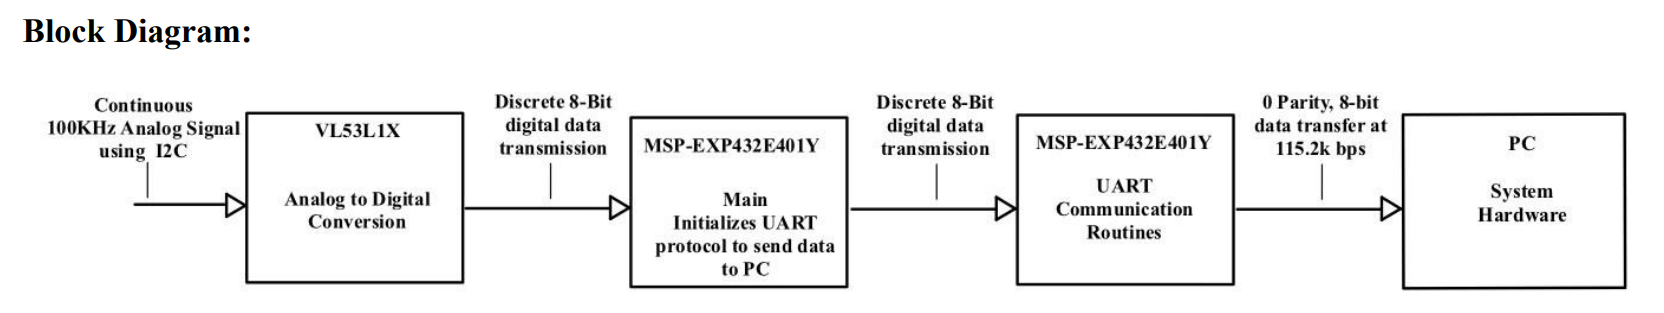 Block Diagram:
Continuous
100KHz Analog Signal
using I2C
VL53L1X
Analog to Digital
Conversion
Discrete 8-Bit
digital data
transmission
MSP-EXP432E401Y
Main
Initializes UART
protocol to send data
to PC
Discrete 8-Bit
digital data
transmission
MSP-EXP432E401Y
UART
Communication
Routines
0 Parity, 8-bit
data transfer at
115.2k bps
PC
System
Hardware